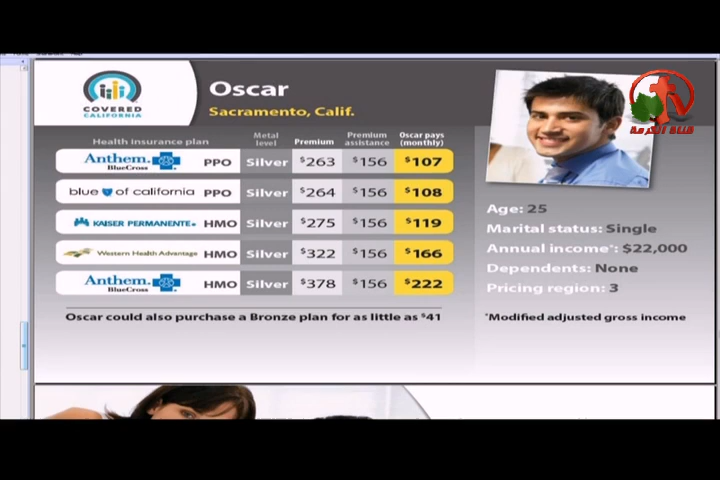 COVERED
CALIFORNIA
Oscar
Sacramento, Calif.
Health insurance plan
Metal level
Premium
Premium assistance
Oscar pays (monthly)
Anthem BlueCross PPO Silver $263 $156 $107
blue of california PPO Silver $264 $156 $108
KAISER PERMANENTE® HMO Silver $275 $156 $119
Western Health Advantage HMO Silver $322 $156 $166
Anthem BlueCross HMO Silver $378 $156 $222
Oscar could also purchase a Bronze plan for as little as $41
قناة الكرمة
Age: 25
Marital status: Single
Annual income*: $22,000
Dependents: None
Pricing region: 3
*Modified adjusted gross income